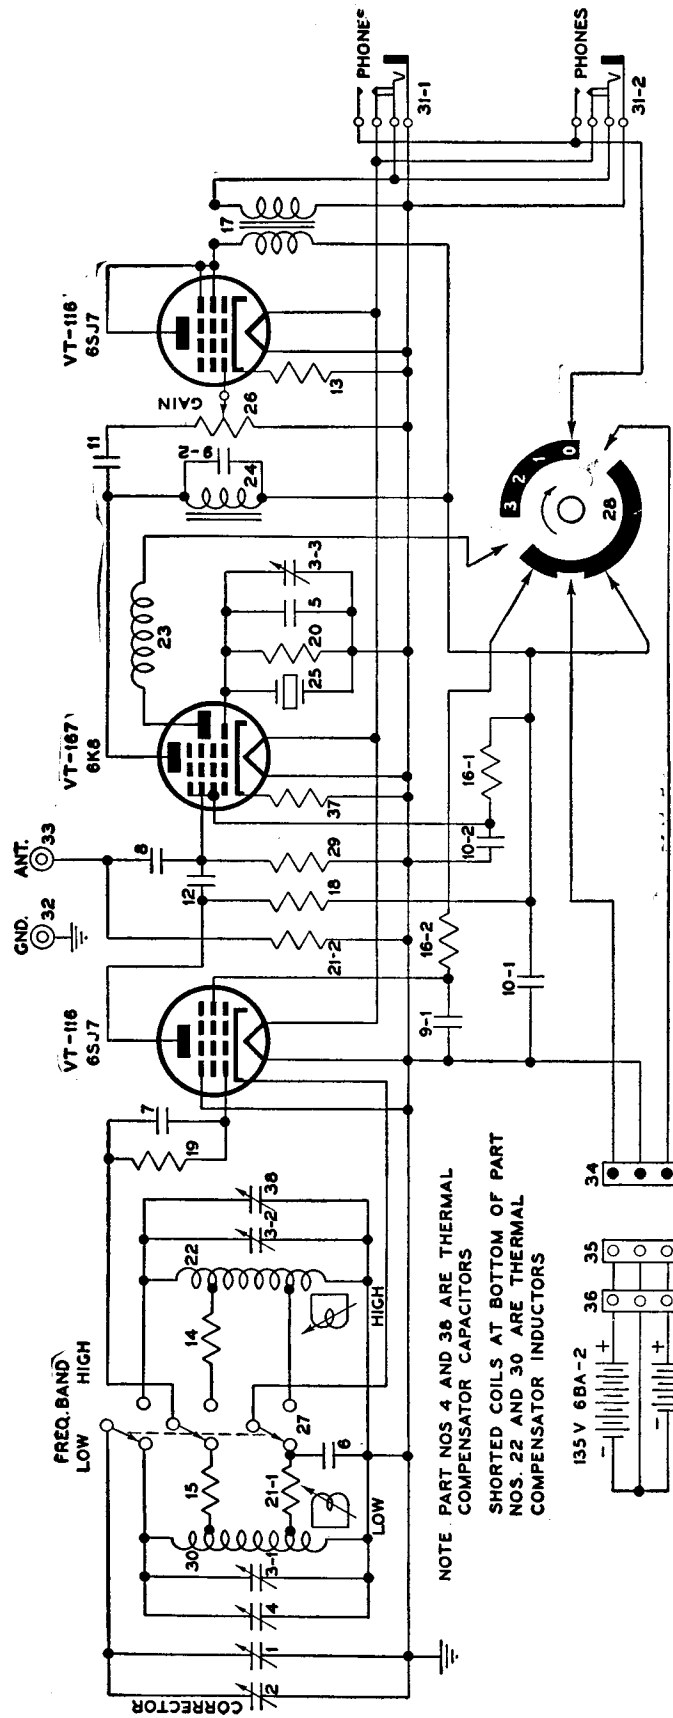 FREQ. BAND
LOW HIGH
CORRECTOR
2
1
4
3-1
30
15
21-1
LOW
6
27
14
22
HIGH
3-2
38
19
7
VT-116
6SJ7
GND.
32
ANT.
33
21-2
12
8
18
29
37
VT-167
6K8
23
25
20
5
3-3
24
9-2
11
GAIN
26
VT-116
6SJ7
13
17
PHONES
31-1
PHONES
31-2
9-1
16-2
10-1
10-2
16-1
3 2 1 0
28
NOTE PART NOS 4 AND 38 ARE THERMAL
COMPENSATOR CAPACITORS
SHORTED COILS AT BOTTOM OF PART
NOS. 22 AND 30 ARE THERMAL
COMPENSATOR INDUCTORS
135 V 6BA-2
- +
- +
36
35
34